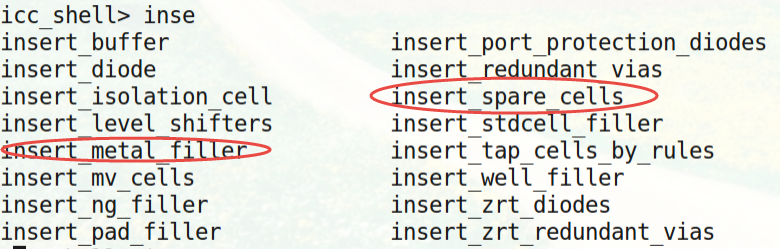 icc_shell> inse
insert_buffer insert_port_protection_diodes
insert_diode insert_redundant_vias
insert_isolation_cell insert_spare_cells
insert_level_shifters insert_stdcell_filler
insert_metal_filler insert_tap_cells_by_rules
insert_mv_cells insert_well_filler
insert_ng_filler insert_zrt_diodes
insert_pad_filler insert_zrt_redundant_vias